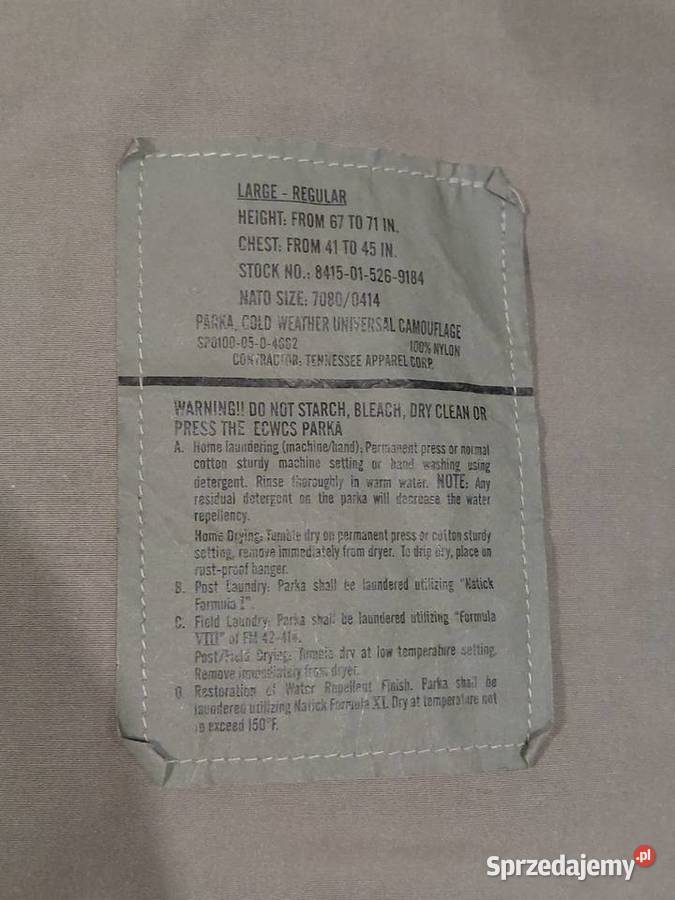 LARGE - REGULAR
HEIGHT: FROM 67 TO 71 IN.
CHEST: FROM 41 TO 45 IN.
STOCK NO.: 8415-01-526-9184
NATO SIZE: 7080/0414
PARKA, COLD WEATHER UNIVERSAL CAMOUFLAGE
100% NYLON
CONTRACTOR: TENNESSEE APPAREL CORP.
WARNING!! DO NOT STARCH, BLEACH, DRY CLEAN OR
PRESS THE ECWCS PARKA
A. Home laundering (machine/hand): Permanent press or normal
cotton sturdy machine setting or hand washing using
detergent. Rinse thoroughly in warm water. NOTE: Any
residual detergent on the parka will decrease the water
repellency.
Home Drying: Tumble dry on permanent press or cotton sturdy
setting, remove immediately from dryer. To drip dry, place on
rust-proof hanger.
B. Post Laundry: Parka shall be laundered utilizing "Natick
Formula I".
C. Field Laundry: Parka shall be laundered utilizing "Formula
VIII" of FM 42-414.
Post/Field Drying: Tumble dry at low temperature setting.
Remove immediately from dryer.
D. Restoration of Water Repellent Finish. Parka shall be
laundered utilizing Natick Formula XI. Dry at temperature not
to exceed 150°F.
Sprzedajemy.pl